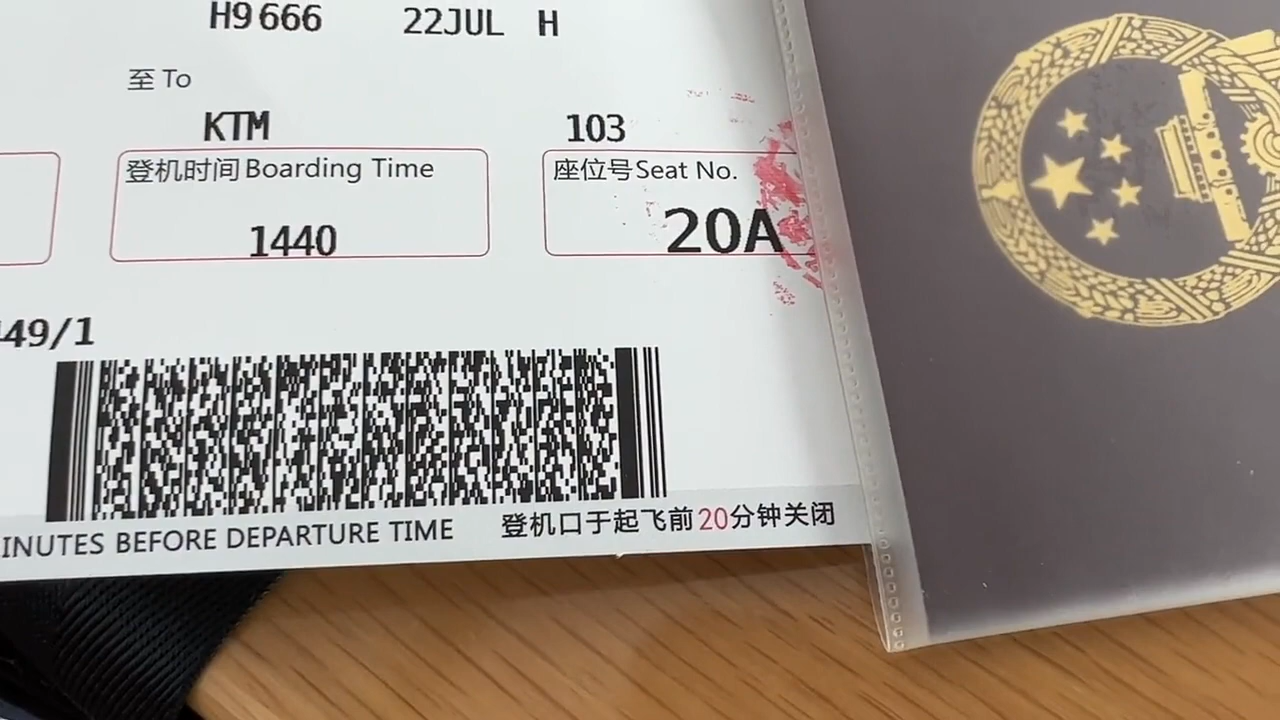 H9666 22JUL H
至 To
KTM 103
登机时间 Boarding Time 座位号 Seat No.
1440 20A
49/1
INUTES BEFORE DEPARTURE TIME 登机口于起飞前20分钟关闭